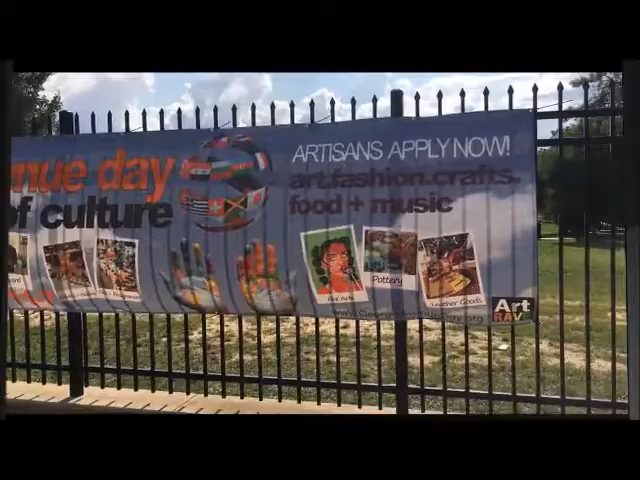 nue day
of culture
ARTISANS APPLY NOW!
art.fashion.crafts.
food + music
Fine Arts
Pottery
Leather Goods
Art
RAV